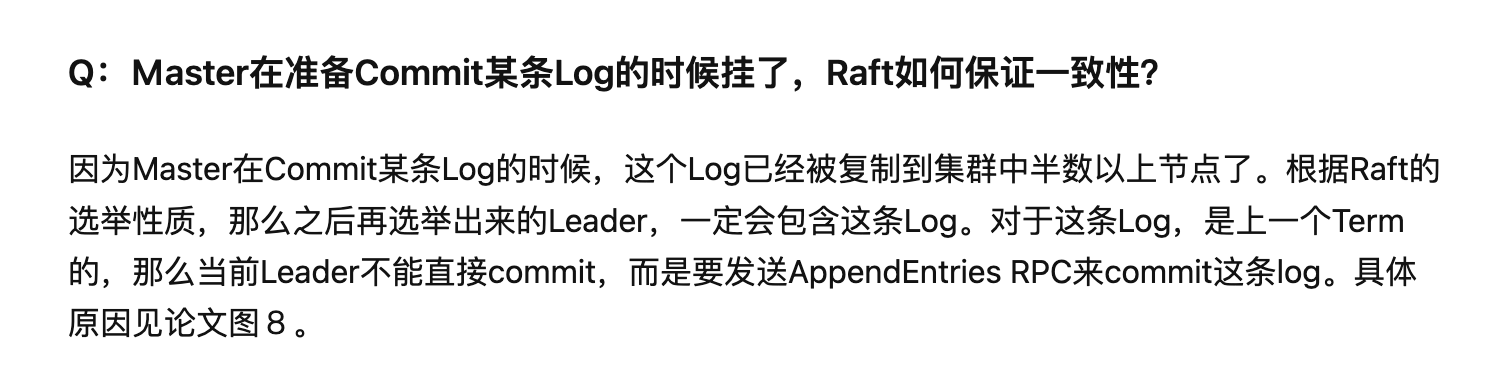 Q：Master在准备Commit某条Log的时候挂了，Raft如何保证一致性?
因为Master在Commit某条Log的时候，这个Log已经被复制到集群中半数以上节点了。根据Raft的
选举性质，那么之后再选举出来的Leader，一定会包含这条Log。对于这条Log，是上一个Term
的，那么当前Leader不能直接commit，而是要发送AppendEntries RPC来commit这条log。具体
原因见论文图８。